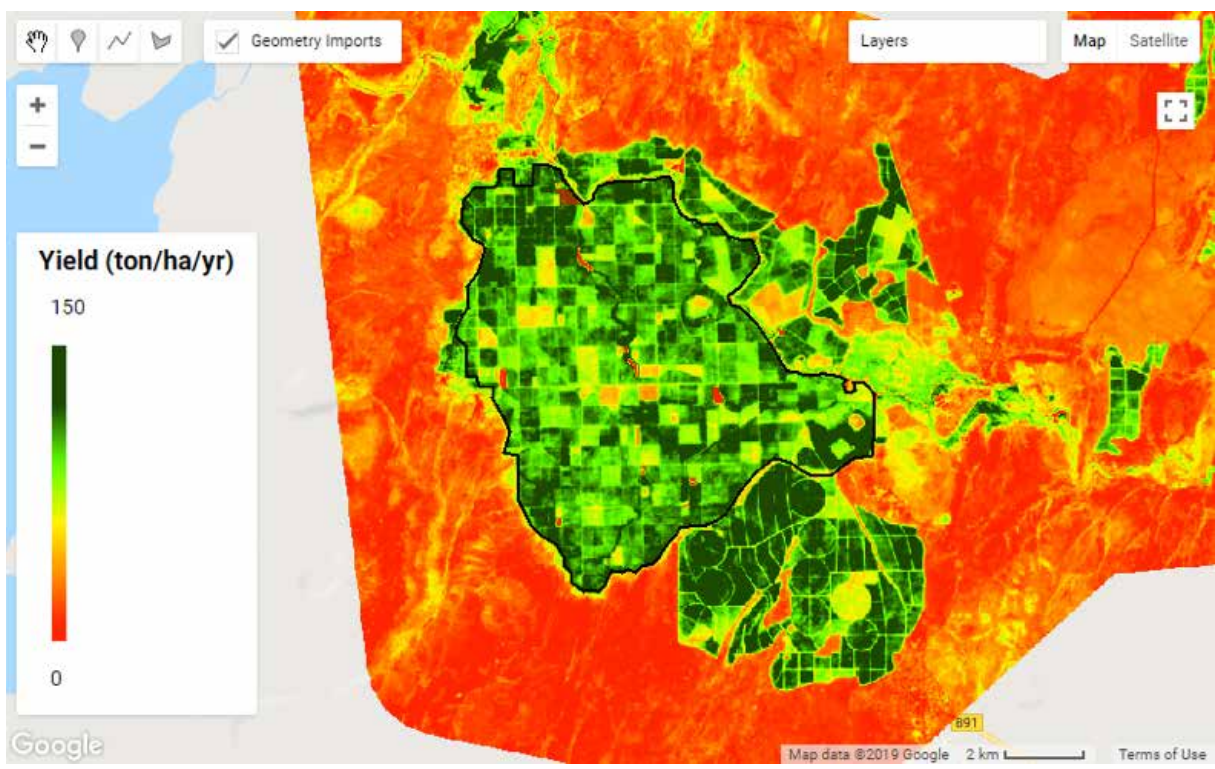 Geometry Imports
Layers
Map Satellite
+
−
Yield (ton/ha/yr)
150
0
B91
Google
Map data ©2019 Google 2 km Terms of Use